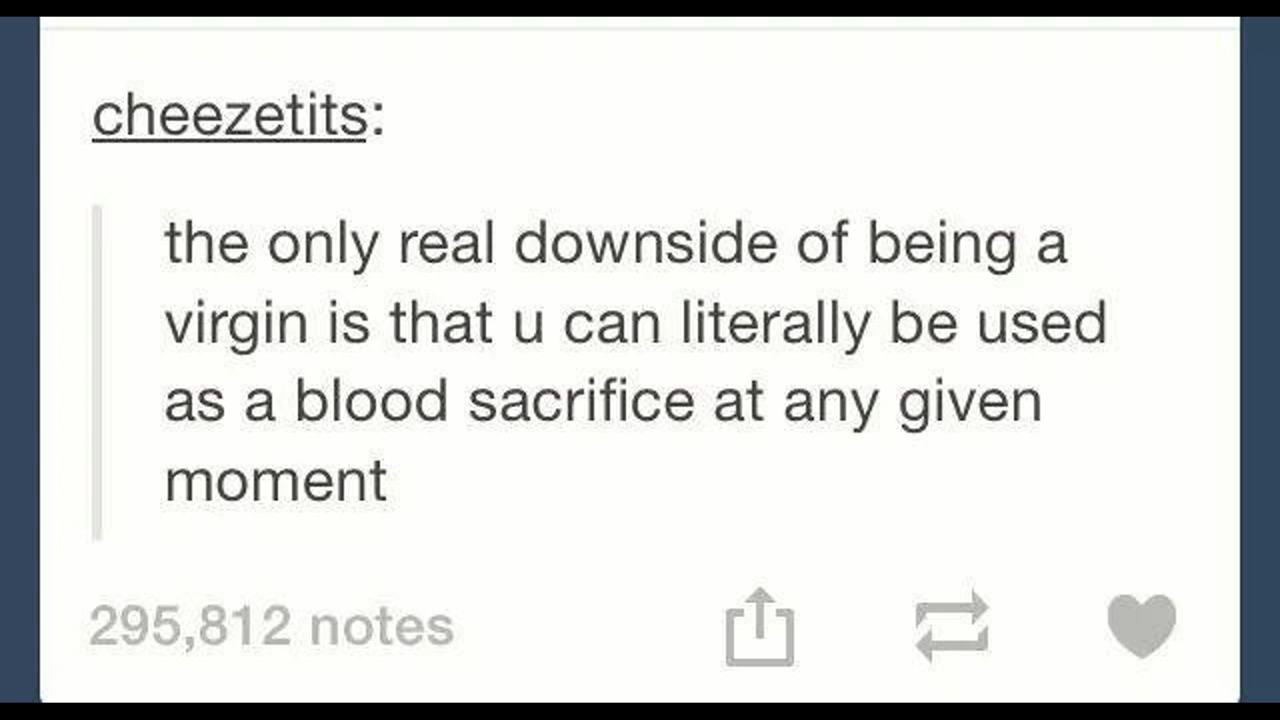 cheezetits:
the only real downside of being a
virgin is that u can literally be used
as a blood sacrifice at any given
moment
295,812 notes